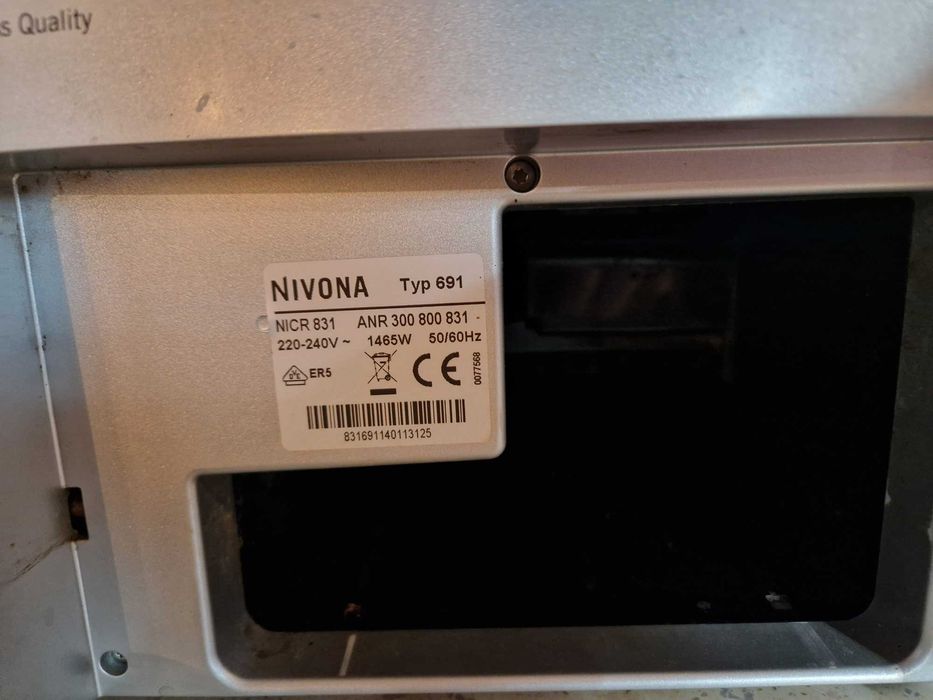 s Quality
NIVONA Typ 691
NICR 831 ANR 300 800 831 -
220-240V ~ 1465W 50/60Hz
ER5
CE
0077568
831691140113125